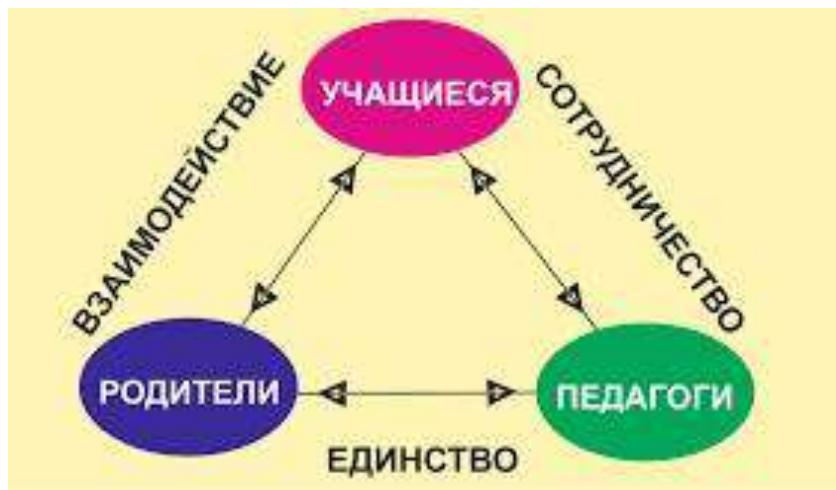 УЧАЩИЕСЯ
ВЗАИМОДЕЙСТВИЕ
СОТРУДНИЧЕСТВО
РОДИТЕЛИ
ПЕДАГОГИ
ЕДИНСТВО